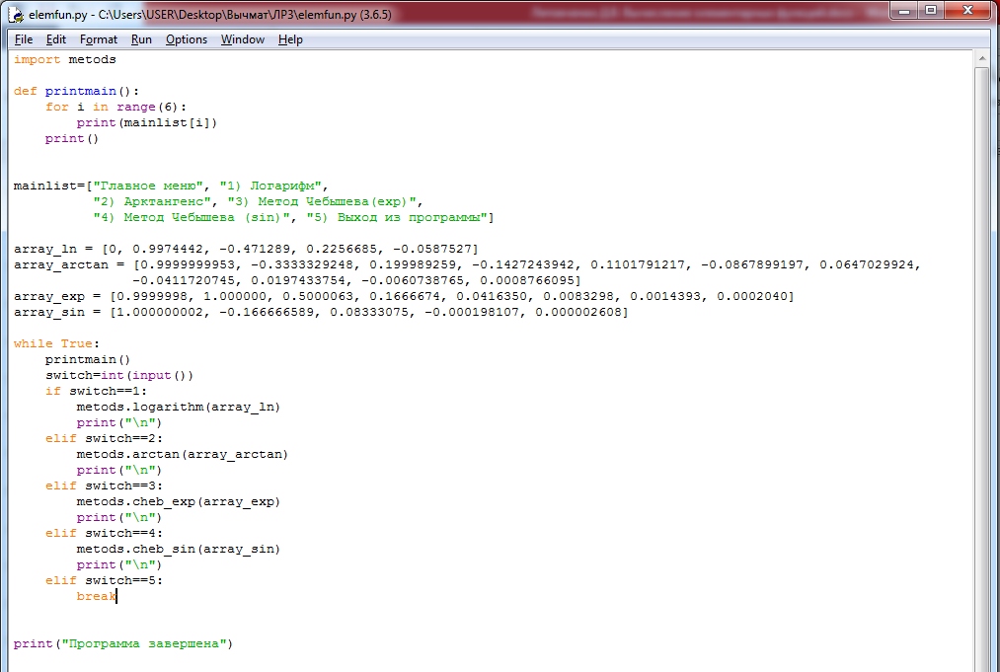 elemfun.py - C:\Users\USER\Desktop\Вычмат\ЛР3\elemfun.py (3.6.5)
File Edit Format Run Options Window Help
import metods
def printmain():
    for i in range(6):
        print(mainlist[i])
    print()
mainlist=["Главное меню", "1) Логарифм",
          "2) Арктангенс", "3) Метод Чебышева(exp)",
          "4) Метод Чебышева (sin)", "5) Выход из программы"]
array_ln = [0, 0.9974442, -0.471289, 0.2256685, -0.0587527]
array_arctan = [0.9999999953, -0.3333329248, 0.199989259, -0.1427243942, 0.1101791217, -0.0867899197, 0.0647029924,
               -0.0411720745, 0.0197433754, -0.0060738765, 0.0008766095]
array_exp = [0.9999998, 1.000000, 0.5000063, 0.1666674, 0.0416350, 0.0083298, 0.0014393, 0.0002040]
array_sin = [1.000000002, -0.166666589, 0.08333075, -0.000198107, 0.000002608]
while True:
    printmain()
    switch=int(input())
    if switch==1:
        metods.logarithm(array_ln)
        print("\n")
    elif switch==2:
        metods.arctan(array_arctan)
        print("\n")
    elif switch==3:
        metods.cheb_exp(array_exp)
        print("\n")
    elif switch==4:
        metods.cheb_sin(array_sin)
        print("\n")
    elif switch==5:
        break
print("Программа завершена")